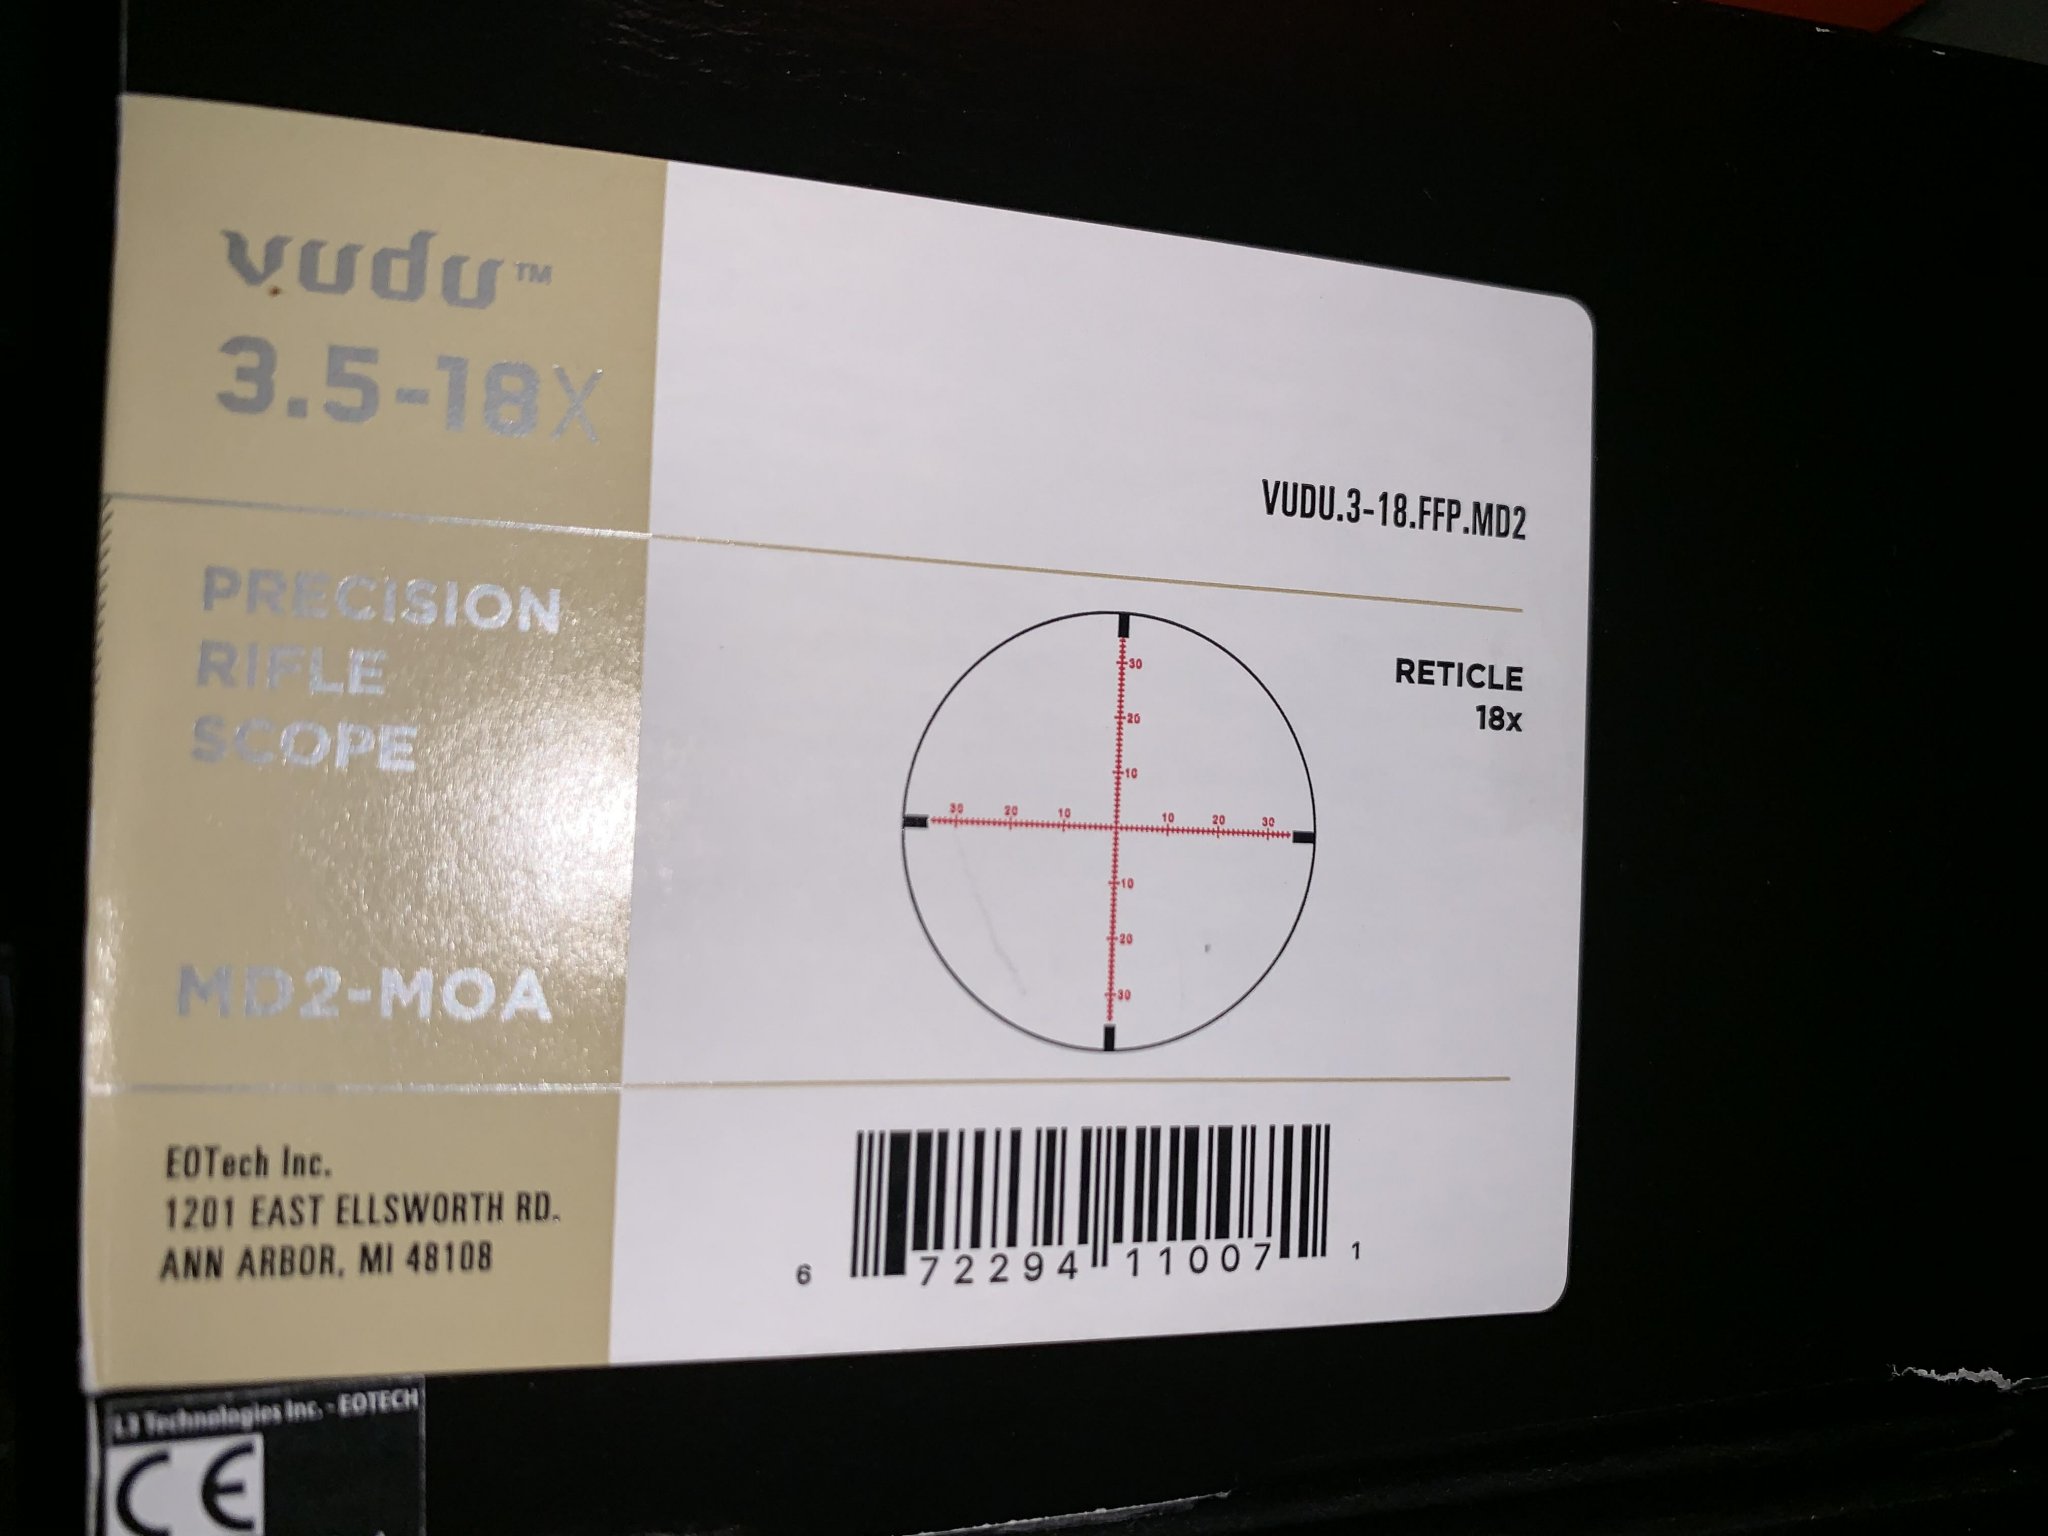 vudu™
3.5-18X
VUDU.3-18.FFP.MD2
PRECISION
RIFLE
SCOPE
RETICLE
18x
30
20
10
30 20 10 10 20 30
10
20
30
MD2-MOA
EOTech Inc.
1201 EAST ELLSWORTH RD.
ANN ARBOR, MI 48108
6 72294 11007 1
L3 Technologies Inc. - EOTECH
CE